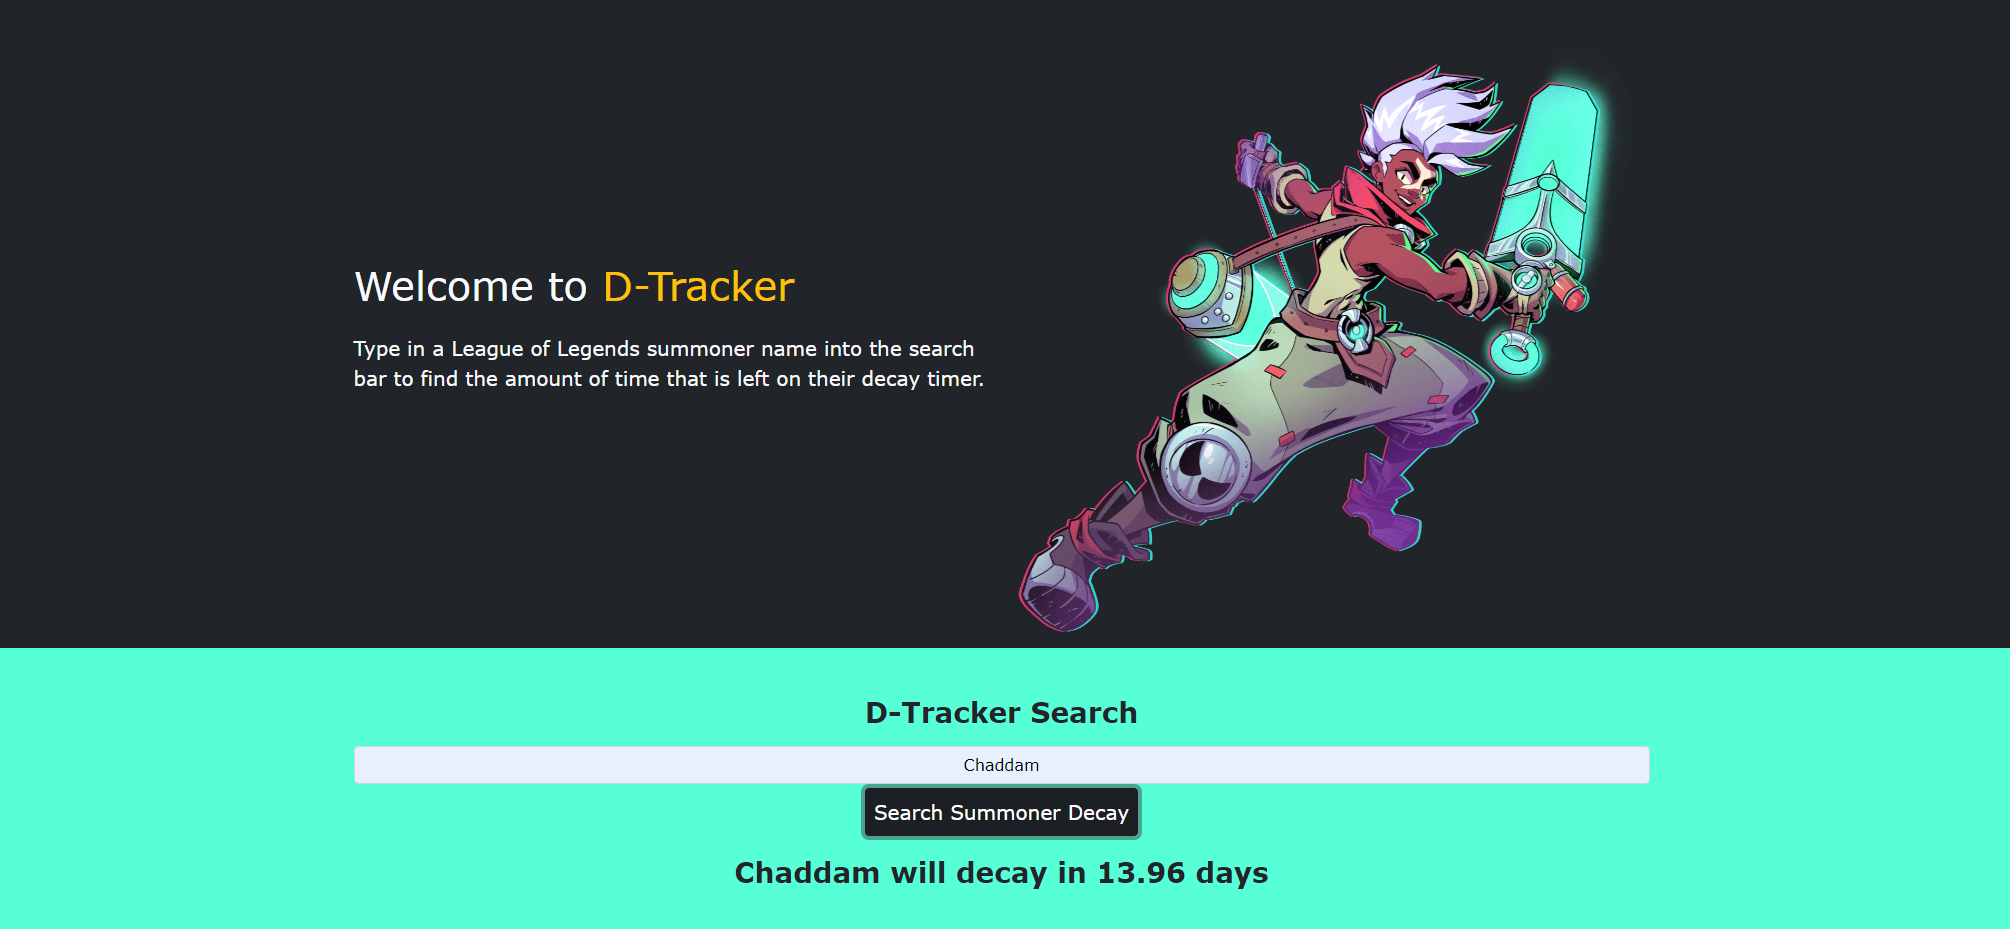 Welcome to D-Tracker
Type in a League of Legends summoner name into the search
bar to find the amount of time that is left on their decay timer.
D-Tracker Search
Chaddam
Search Summoner Decay
Chaddam will decay in 13.96 days